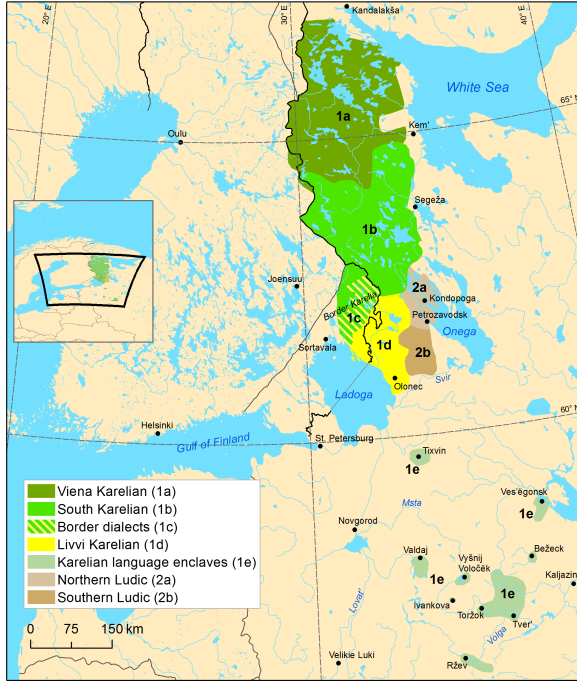 20° E
30° E
40° E
Kandalakša
White Sea
65° N
1a
Kem'
Oulu
Segeža
1b
Joensuu
2a
Kondopoga
Border Karelia
1c
Petrozavodsk
Onega
Sortavala
1d
2b
Svir
Olonec
Ladoga
60° N
Helsinki
Gulf of Finland
St. Petersburg
Tixvin
1e
Ves'ëgonsk
1e
Msta
Novgorod
Valdaj
Vyšnij
Voloček
Bežeck
1e
Kaljazin
1e
Ivankova
Lovat'
Toržok
Tver'
Volga
Velikie Luki
Ržev
Viena Karelian (1a)
South Karelian (1b)
Border dialects (1c)
Livvi Karelian (1d)
Karelian language enclaves (1e)
Northern Ludic (2a)
Southern Ludic (2b)
0 75 150 km